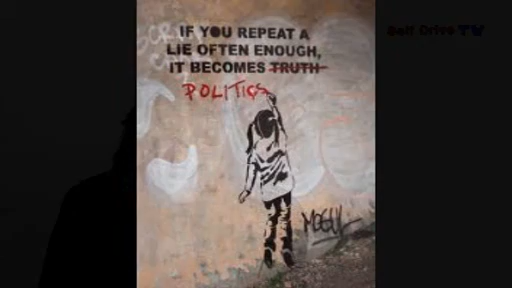 IF YOU REPEAT A
LIE OFTEN ENOUGH,
IT BECOMES TRUTH
POLITICS
MOGUL
Self Drive TV